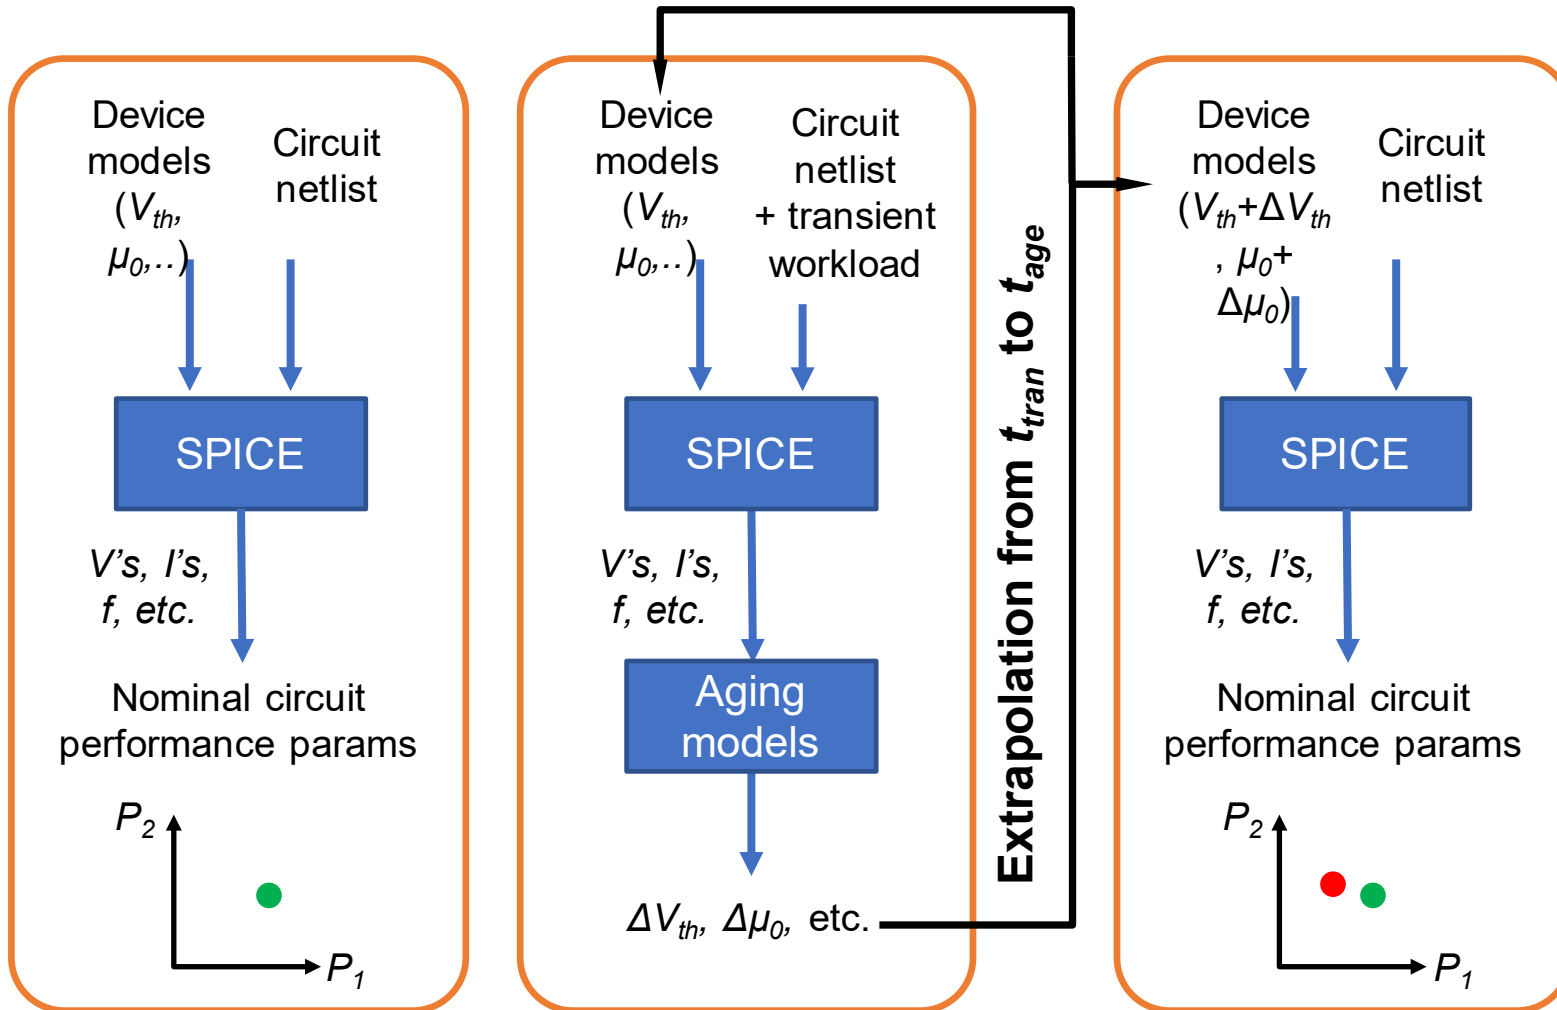 Device
models
(Vth,
μ0,..)
Circuit
netlist
SPICE
V's, I's,
f, etc.
Nominal circuit
performance params
P2
P1
Device
models
(Vth,
μ0,..)
Circuit
netlist
+ transient
workload
SPICE
V's, I's,
f, etc.
Aging
models
ΔVth, Δμ0, etc.
Extrapolation from ttran to tage
Device
models
(Vth+ΔVth
, μ0+
Δμ0)
Circuit
netlist
SPICE
V's, I's,
f, etc.
Nominal circuit
performance params
P2
P1